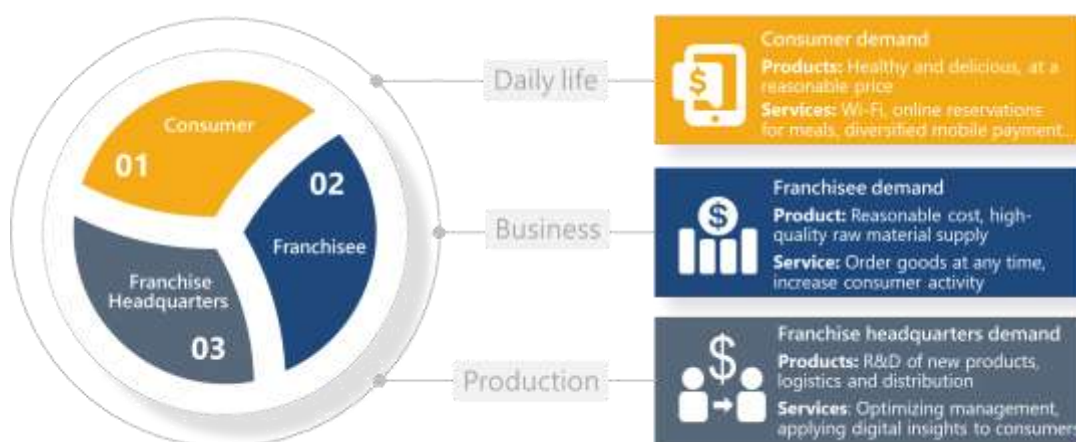 Consumer
01
02
Franchisee
Franchise
Headquarters
03
Daily life
Business
Production
Consumer demand
Products: Healthy and delicious, at a
reasonable price
Services: Wi-Fi, online reservations
for meals, diversified mobile payment...
Franchisee demand
Product: Reasonable cost, high-
quality raw material supply
Service: Order goods at any time,
increase consumer activity
Franchise headquarters demand
Products: R&D of new products,
logistics and distribution
Services: Optimizing management,
applying digital insights to consumers
$
$
$